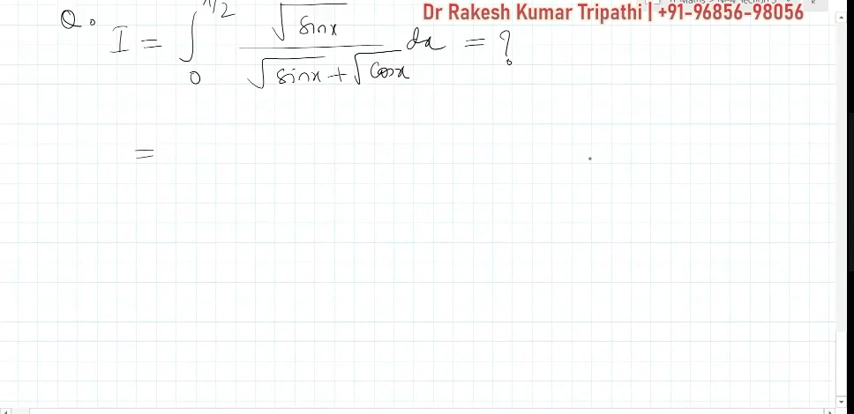 Dr Rakesh Kumar Tripathi | +91-96856-98056
Q. I = ∫₀^{π/2} √sinx / (√sinx + √cosx) dx = ?
=